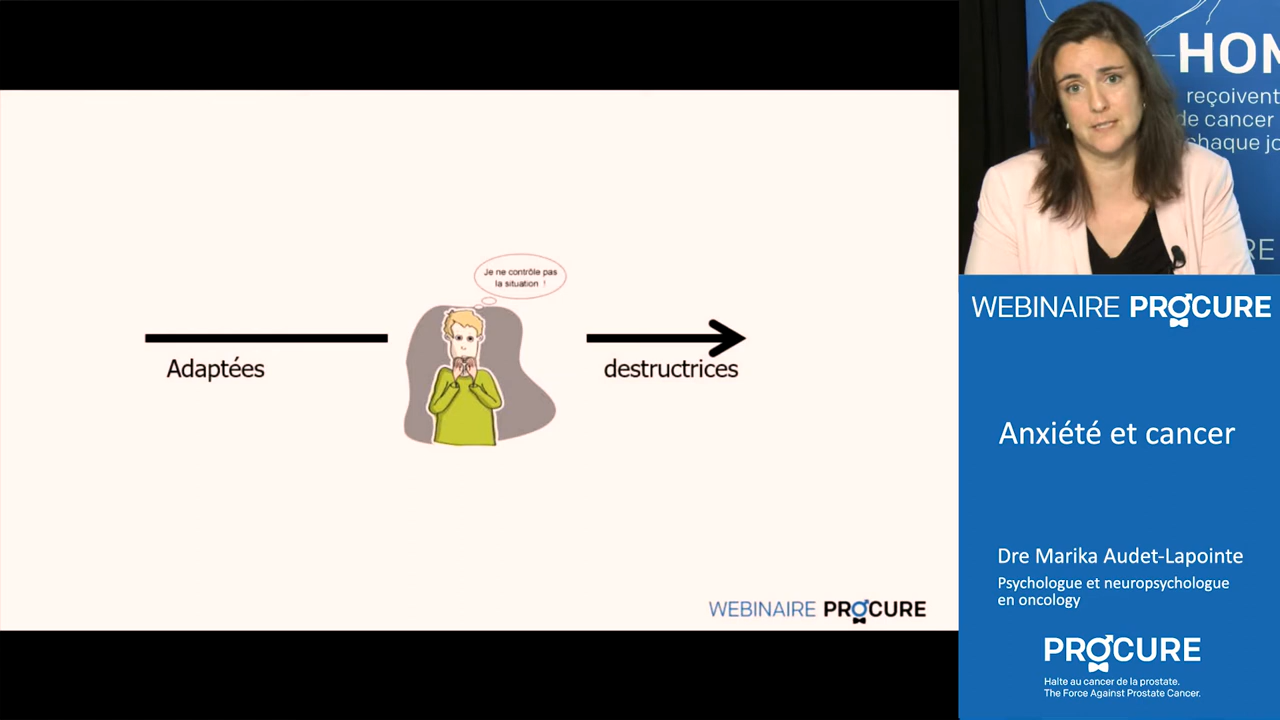 Je ne contrôle pas
la situation !
Adaptées
destructrices
WEBINAIRE PROCURE
HOM
reçoivent
de cancer
chaque jo
RE
WEBINAIRE PROCURE
Anxiété et cancer
Dre Marika Audet-Lapointe
Psychologue et neuropsychologue
en oncology
PROCURE
Halte au cancer de la prostate.
The Force Against Prostate Cancer.